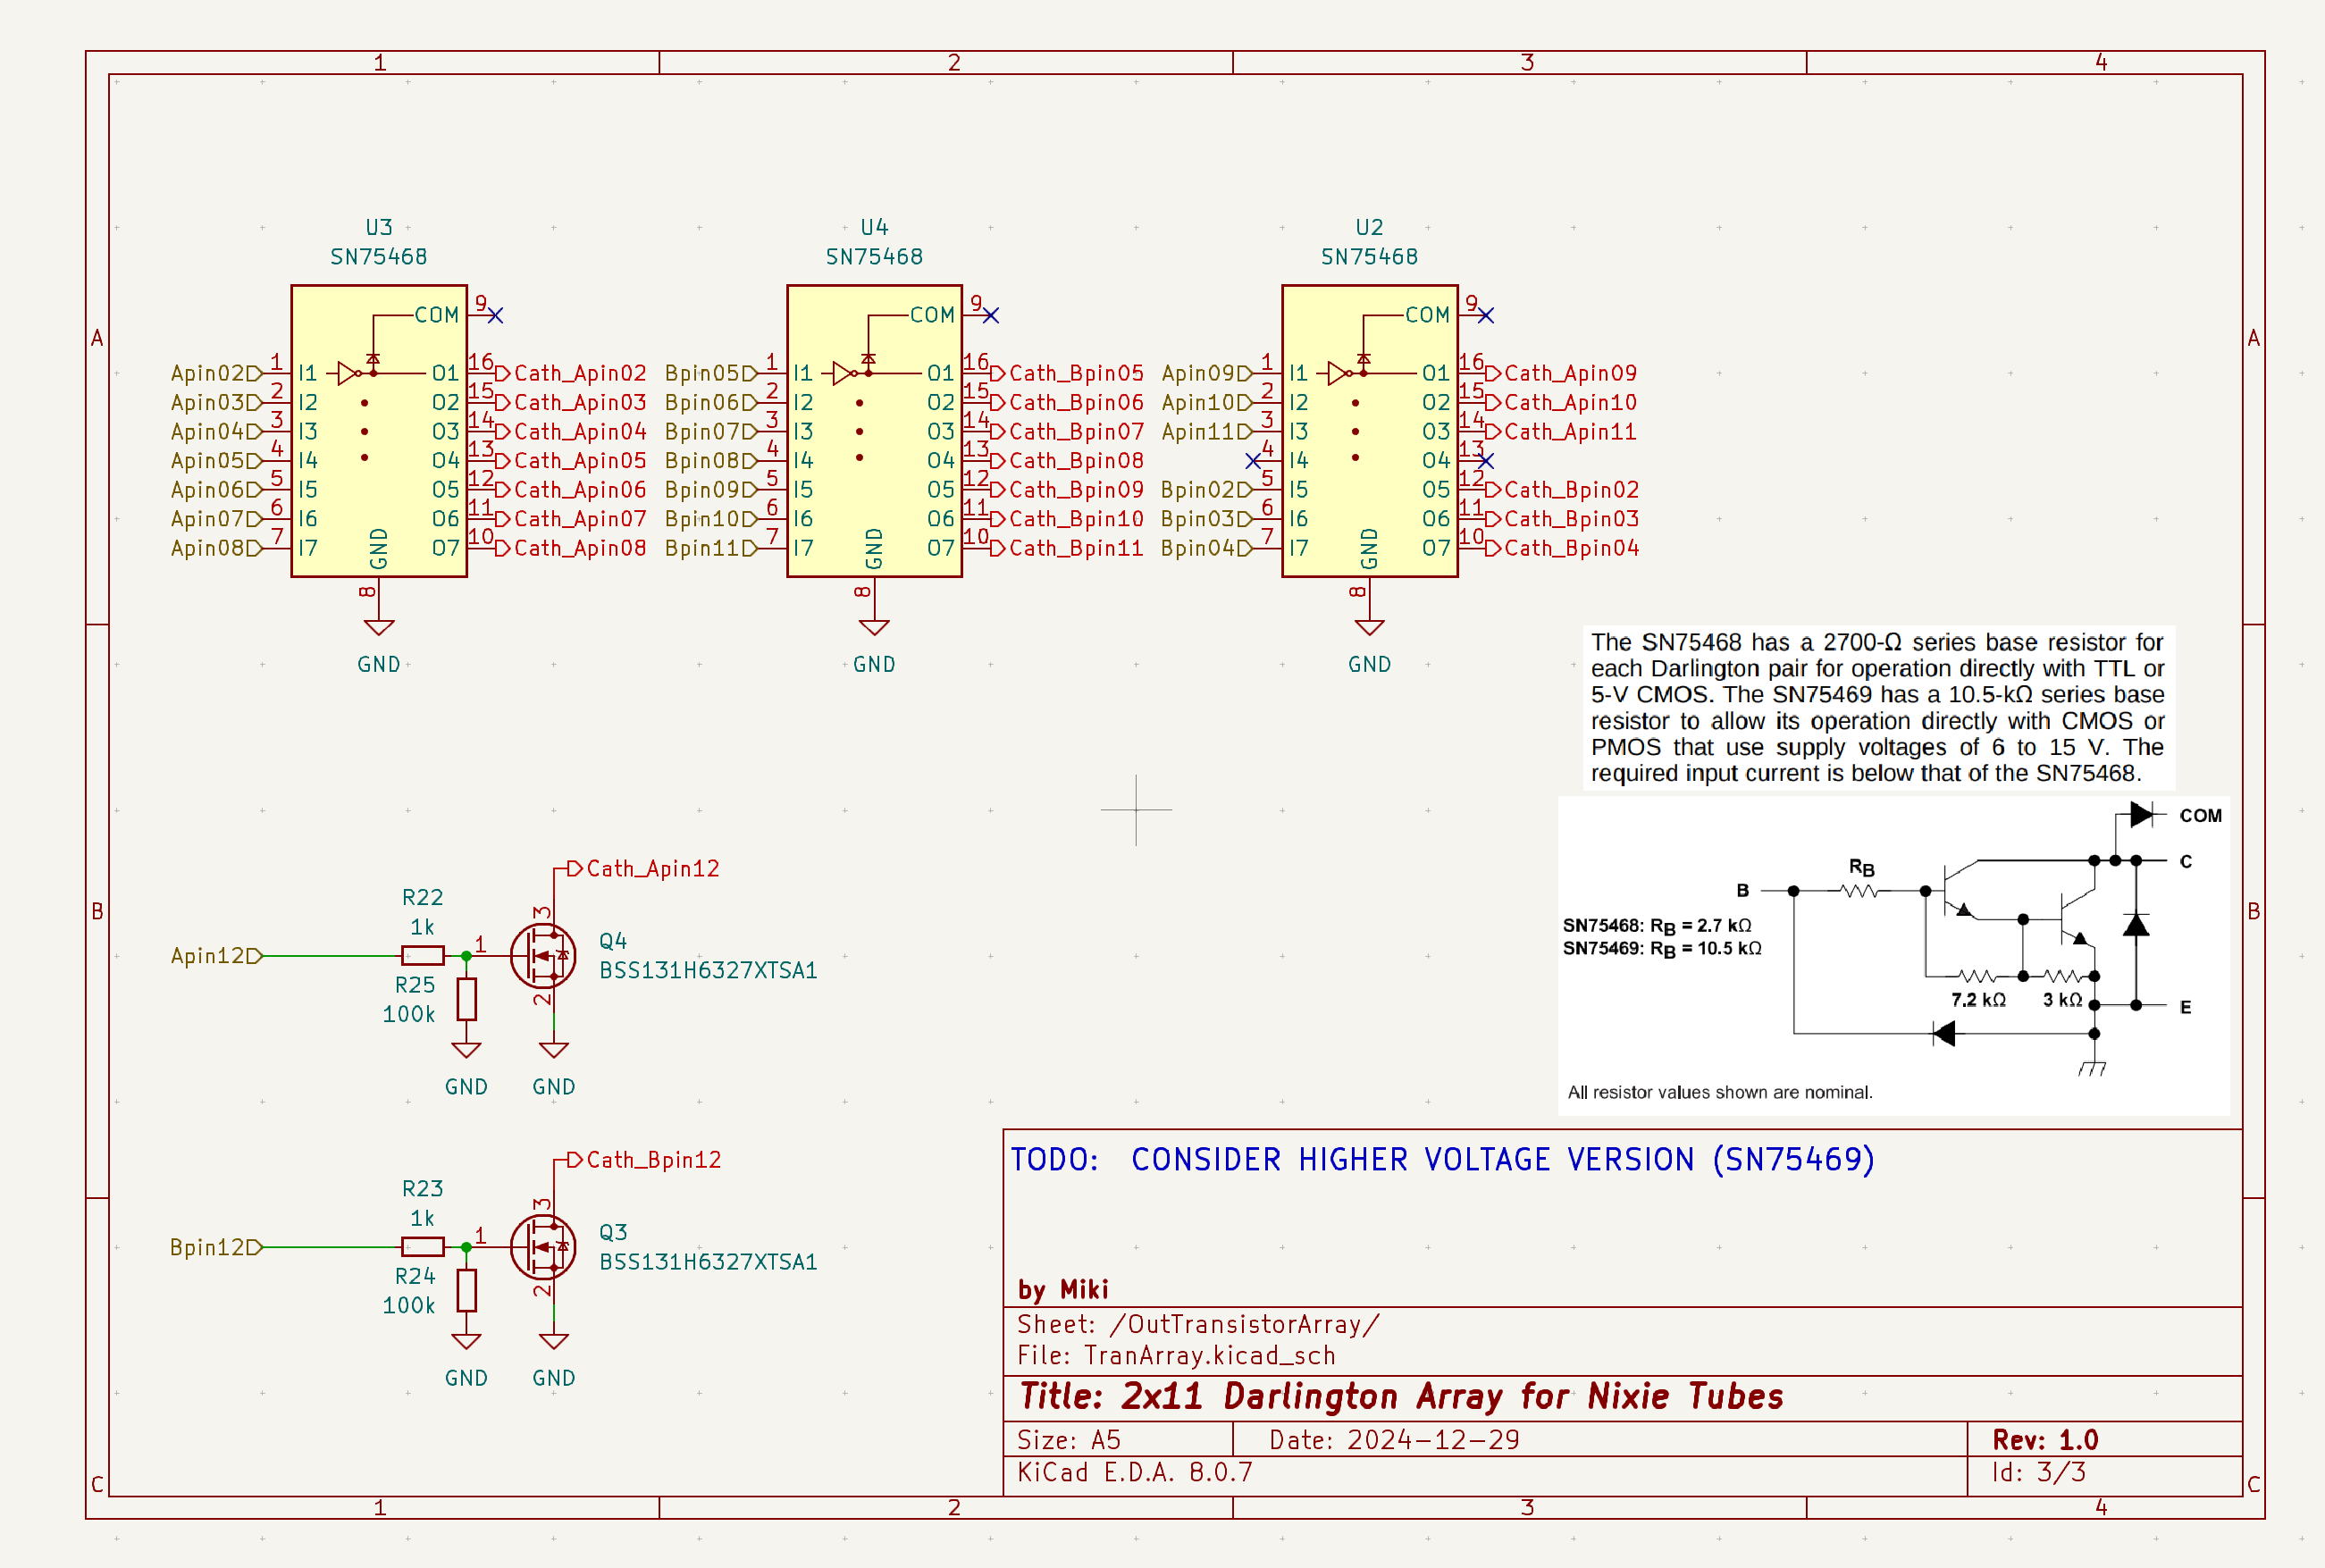 1 2 3 4
A A
B B
C C
U3
SN75468
COM 9
Apin02 1 I1 O1 16 Cath_Apin02
Apin03 2 I2 O2 15 Cath_Apin03
Apin04 3 I3 O3 14 Cath_Apin04
Apin05 4 I4 O4 13 Cath_Apin05
Apin06 5 I5 O5 12 Cath_Apin06
Apin07 6 I6 O6 11 Cath_Apin07
Apin08 7 I7 O7 10 Cath_Apin08
GND
8
GND
U4
SN75468
COM 9
Bpin05 1 I1 O1 16 Cath_Bpin05
Bpin06 2 I2 O2 15 Cath_Bpin06
Bpin07 3 I3 O3 14 Cath_Bpin07
Bpin08 4 I4 O4 13 Cath_Bpin08
Bpin09 5 I5 O5 12 Cath_Bpin09
Bpin10 6 I6 O6 11 Cath_Bpin10
Bpin11 7 I7 O7 10 Cath_Bpin11
GND
8
GND
U2
SN75468
COM 9
Apin09 1 I1 O1 16 Cath_Apin09
Apin10 2 I2 O2 15 Cath_Apin10
Apin11 3 I3 O3 14 Cath_Apin11
4 I4 O4 13
Bpin02 5 I5 O5 12 Cath_Bpin02
Bpin03 6 I6 O6 11 Cath_Bpin03
Bpin04 7 I7 O7 10 Cath_Bpin04
GND
8
GND
The SN75468 has a 2700-Ω series base resistor for
each Darlington pair for operation directly with TTL or
5-V CMOS. The SN75469 has a 10.5-kΩ series base
resistor to allow its operation directly with CMOS or
PMOS that use supply voltages of 6 to 15 V. The
required input current is below that of the SN75468.
COM
C
RB
B
SN75468: RB = 2.7 kΩ
SN75469: RB = 10.5 kΩ
7.2 kΩ 3 kΩ
E
All resistor values shown are nominal.
Cath_Apin12
R22
1k
3
Q4
Apin12 1
BSS131H6327XTSA1
R25
100k
2
GND GND
Cath_Bpin12
R23
1k
3
Q3
Bpin12 1
BSS131H6327XTSA1
R24
100k
2
GND GND
TODO: CONSIDER HIGHER VOLTAGE VERSION (SN75469)
by Miki
Sheet: /OutTransistorArray/
File: TranArray.kicad_sch
Title: 2x11 Darlington Array for Nixie Tubes
Size: A5 Date: 2024-12-29 Rev: 1.0
KiCad E.D.A. 8.0.7 Id: 3/3
1 2 3 4